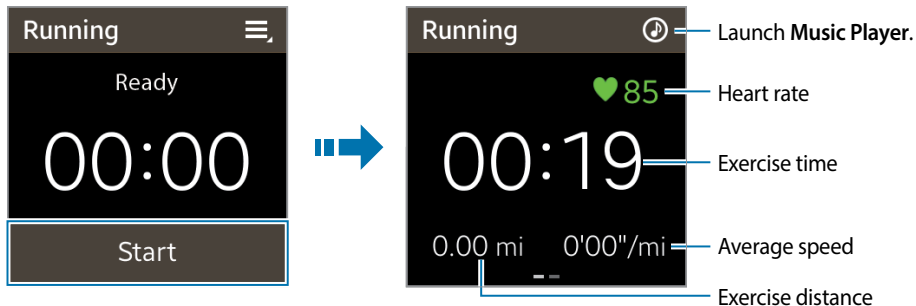 Running
Ready
00:00
Start
Running
Launch Music Player.
85
Heart rate
00:19
Exercise time
0.00 mi
0'00"/mi
Average speed
Exercise distance